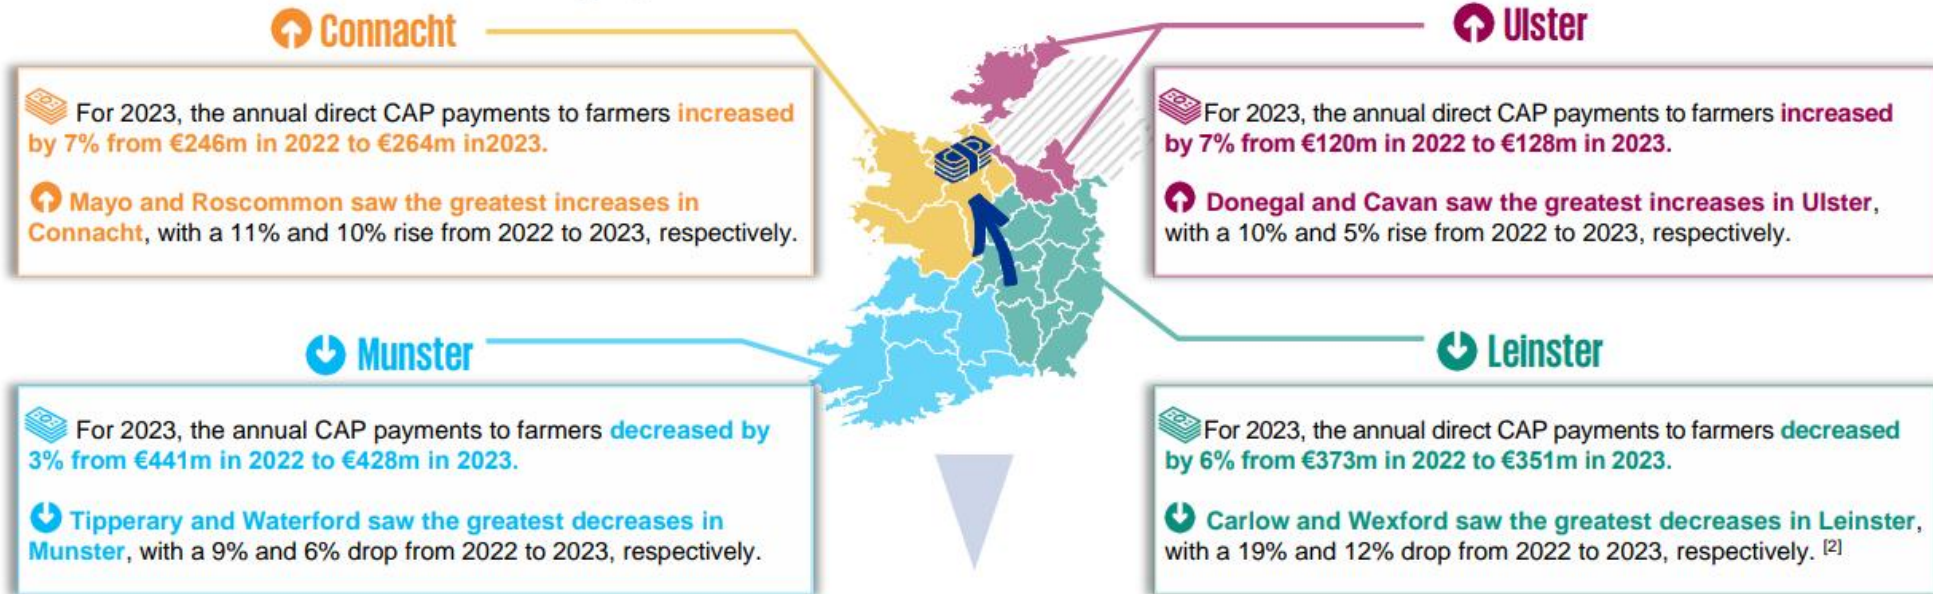 Connacht
For 2023, the annual direct CAP payments to farmers increased
by 7% from €246m in 2022 to €264m in2023.
Mayo and Roscommon saw the greatest increases in
Connacht, with a 11% and 10% rise from 2022 to 2023, respectively.
Ulster
For 2023, the annual direct CAP payments to farmers increased
by 7% from €120m in 2022 to €128m in 2023.
Donegal and Cavan saw the greatest increases in Ulster,
with a 10% and 5% rise from 2022 to 2023, respectively.
Munster
For 2023, the annual CAP payments to farmers decreased by
3% from €441m in 2022 to €428m in 2023.
Tipperary and Waterford saw the greatest decreases in
Munster, with a 9% and 6% drop from 2022 to 2023, respectively.
Leinster
For 2023, the annual direct CAP payments to farmers decreased
by 6% from €373m in 2022 to €351m in 2023.
Carlow and Wexford saw the greatest decreases in Leinster,
with a 19% and 12% drop from 2022 to 2023, respectively. [2]